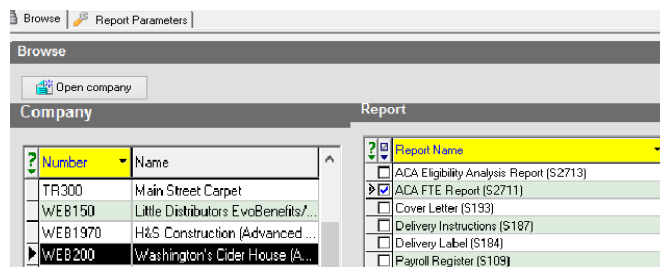 Browse Report Parameters
Browse
Open company
Company
Number Name
TR300 Main Street Carpet
WEB150 Little Distributors EvoBenefits/...
WEB1970 H&S Construction (Advanced ...
WEB200 Washington's Cider House (A...
Report
Report Name
ACA Eligibility Analysis Report (S2713)
ACA FTE Report (S2711)
Cover Letter (S193)
Delivery Instructions (S187)
Delivery Label (S184)
Payroll Register (S109)